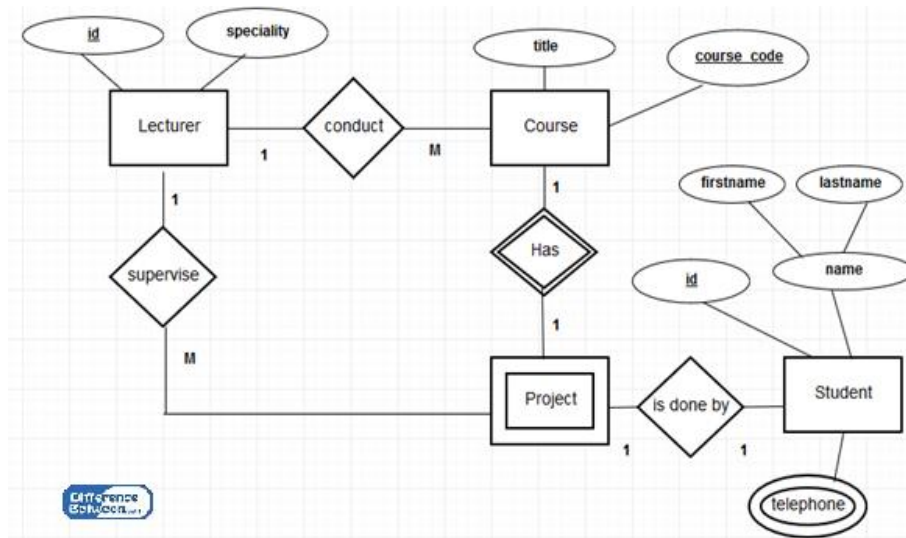 id
speciality
title
course_code
Lecturer
1
conduct
M
Course
1
1
firstname
lastname
supervise
Has
id
name
M
1
Project
is done by
Student
1
1
telephone
Difference
Between.com